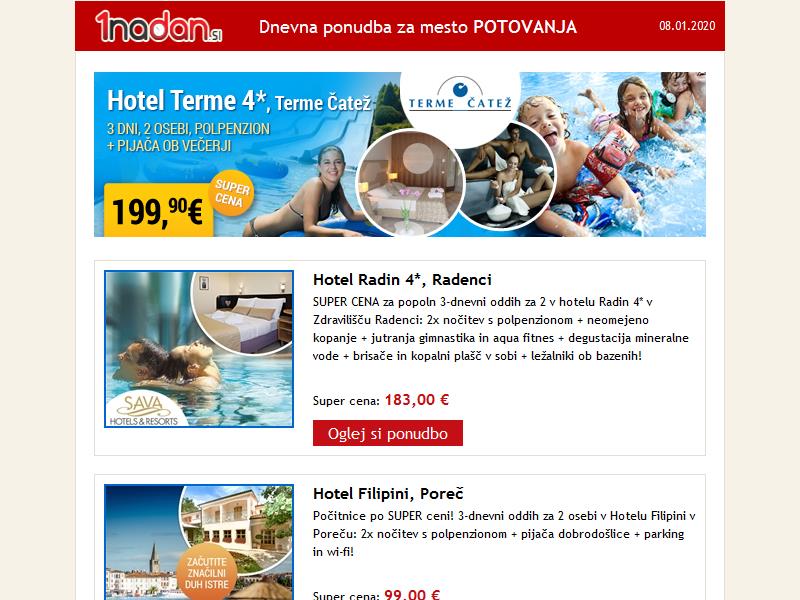 1nadan.si
Dnevna ponudba za mesto POTOVANJA
08.01.2020
Hotel Terme 4*, Terme Čatež
3 DNI, 2 OSEBI, POLPENZION
+ PIJAČA OB VEČERJI
199,90€
SUPER
CENA
TERME ČATEŽ
Hotel Radin 4*, Radenci
SUPER CENA za popoln 3-dnevni oddih za 2 v hotelu Radin 4* v
Zdravilišču Radenci: 2x nočitev s polpenzionom + neomejeno
kopanje + jutranja gimnastika in aqua fitnes + degustacija mineralne
vode + brisače in kopalni plašč v sobi + ležalniki ob bazenih!
Super cena: 183,00 €
Oglej si ponudbo
SAVA
HOTELS & RESORTS
Hotel Filipini, Poreč
Počitnice po SUPER ceni! 3-dnevni oddih za 2 osebi v Hotelu Filipini v
Poreču: 2x nočitev s polpenzionom + pijača dobrodošlice + parking
in wi-fi!
Super cena: 99,00 €
ZAČUTITE
ZNAČILNI
DUH ISTRE